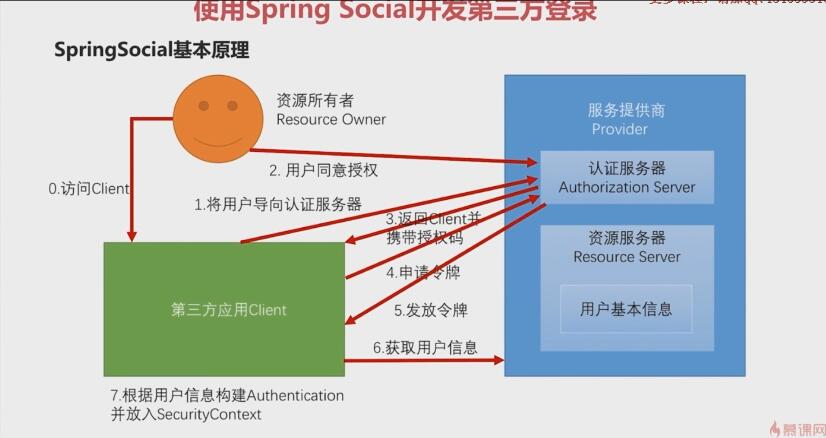 使用Spring Social开发第三方登录
SpringSocial基本原理
资源所有者
Resource Owner
服务提供商
Provider
认证服务器
Authorization Server
资源服务器
Resource Server
用户基本信息
0.访问Client
2. 用户同意授权
1.将用户导向认证服务器
3.返回Client并
携带授权码
4.申请令牌
5.发放令牌
第三方应用Client
6.获取用户信息
7.根据用户信息构建Authentication
并放入SecurityContext
慕课网